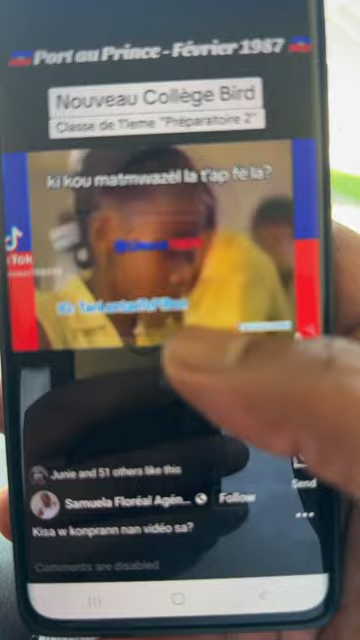 Port au Prince - Février 1987
Nouveau Collège Bird
Classe de 11eme "Préparatoire 2"
ki kou matmwazèl la t'ap fè la?
Tok
Junie and 51 others like this
Samuela Floréal Agén...
Follow
Send
Kisa w konprann nan vidéo sa?
Comments are disabled